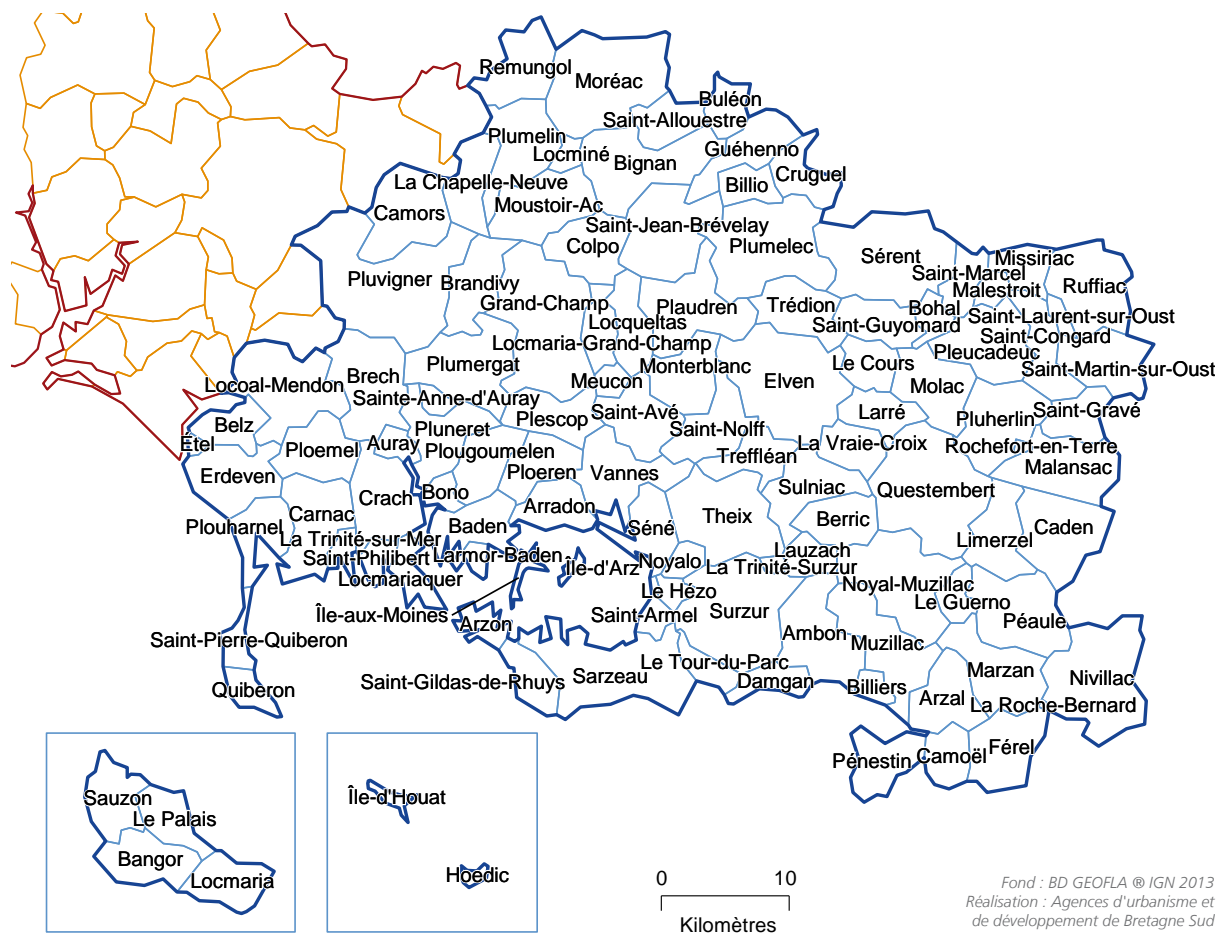 Remungol
Moréac
Buléon
Saint-Allouestre
Plumelin
Locminé
Bignan
Guéhenno
Cruguel
La Chapelle-Neuve
Billio
Moustoir-Ac
Camors
Saint-Jean-Brévelay
Colpo
Plumelec
Sérent
Missiriac
Saint-Marcel
Pluvigner
Brandivy
Malestroit
Ruffiac
Grand-Champ
Plaudren
Trédion
Bohal
Saint-Laurent-sur-Oust
Locqueltas
Saint-Guyomard
Saint-Congard
Locmaria-Grand-Champ
Pleucadeuc
Plumergat
Monterblanc
Le Cours
Saint-Martin-sur-Oust
Brech
Locoal-Mendon
Meucon
Elven
Molac
Sainte-Anne-d'Auray
Saint-Avé
Larré
Saint-Gravé
Belz
Plescop
Pluherlin
Pluneret
Saint-Nolff
Étel
Ploemel
Auray
La Vraie-Croix
Rochefort-en-Terre
Plougoumelen
Treffléan
Malansac
Erdeven
Ploeren
Vannes
Sulniac
Questembert
Crach
Bono
Arradon
Carnac
Theix
Berric
Plouharnel
Baden
Séné
Caden
La Trinité-sur-Mer
Limerzel
Saint-Philibert
Larmor-Baden
Lauzach
Île-d'Arz
Noyalo
La Trinité-Surzur
Locmariaquer
Noyal-Muzillac
Le Hézo
Le Guerno
Île-aux-Moines
Saint-Armel
Surzur
Arzon
Péaule
Saint-Pierre-Quiberon
Ambon
Muzillac
Le Tour-du-Parc
Marzan
Saint-Gildas-de-Rhuys
Sarzeau
Damgan
Nivillac
Quiberon
Billiers
Arzal
La Roche-Bernard
Férel
Pénestin
Camoël
Sauzon
Le Palais
Bangor
Locmaria
Île-d'Houat
Hoedic
0 10
Kilomètres
Fond : BD GEOFLA ® IGN 2013
Réalisation : Agences d'urbanisme et
de développement de Bretagne Sud